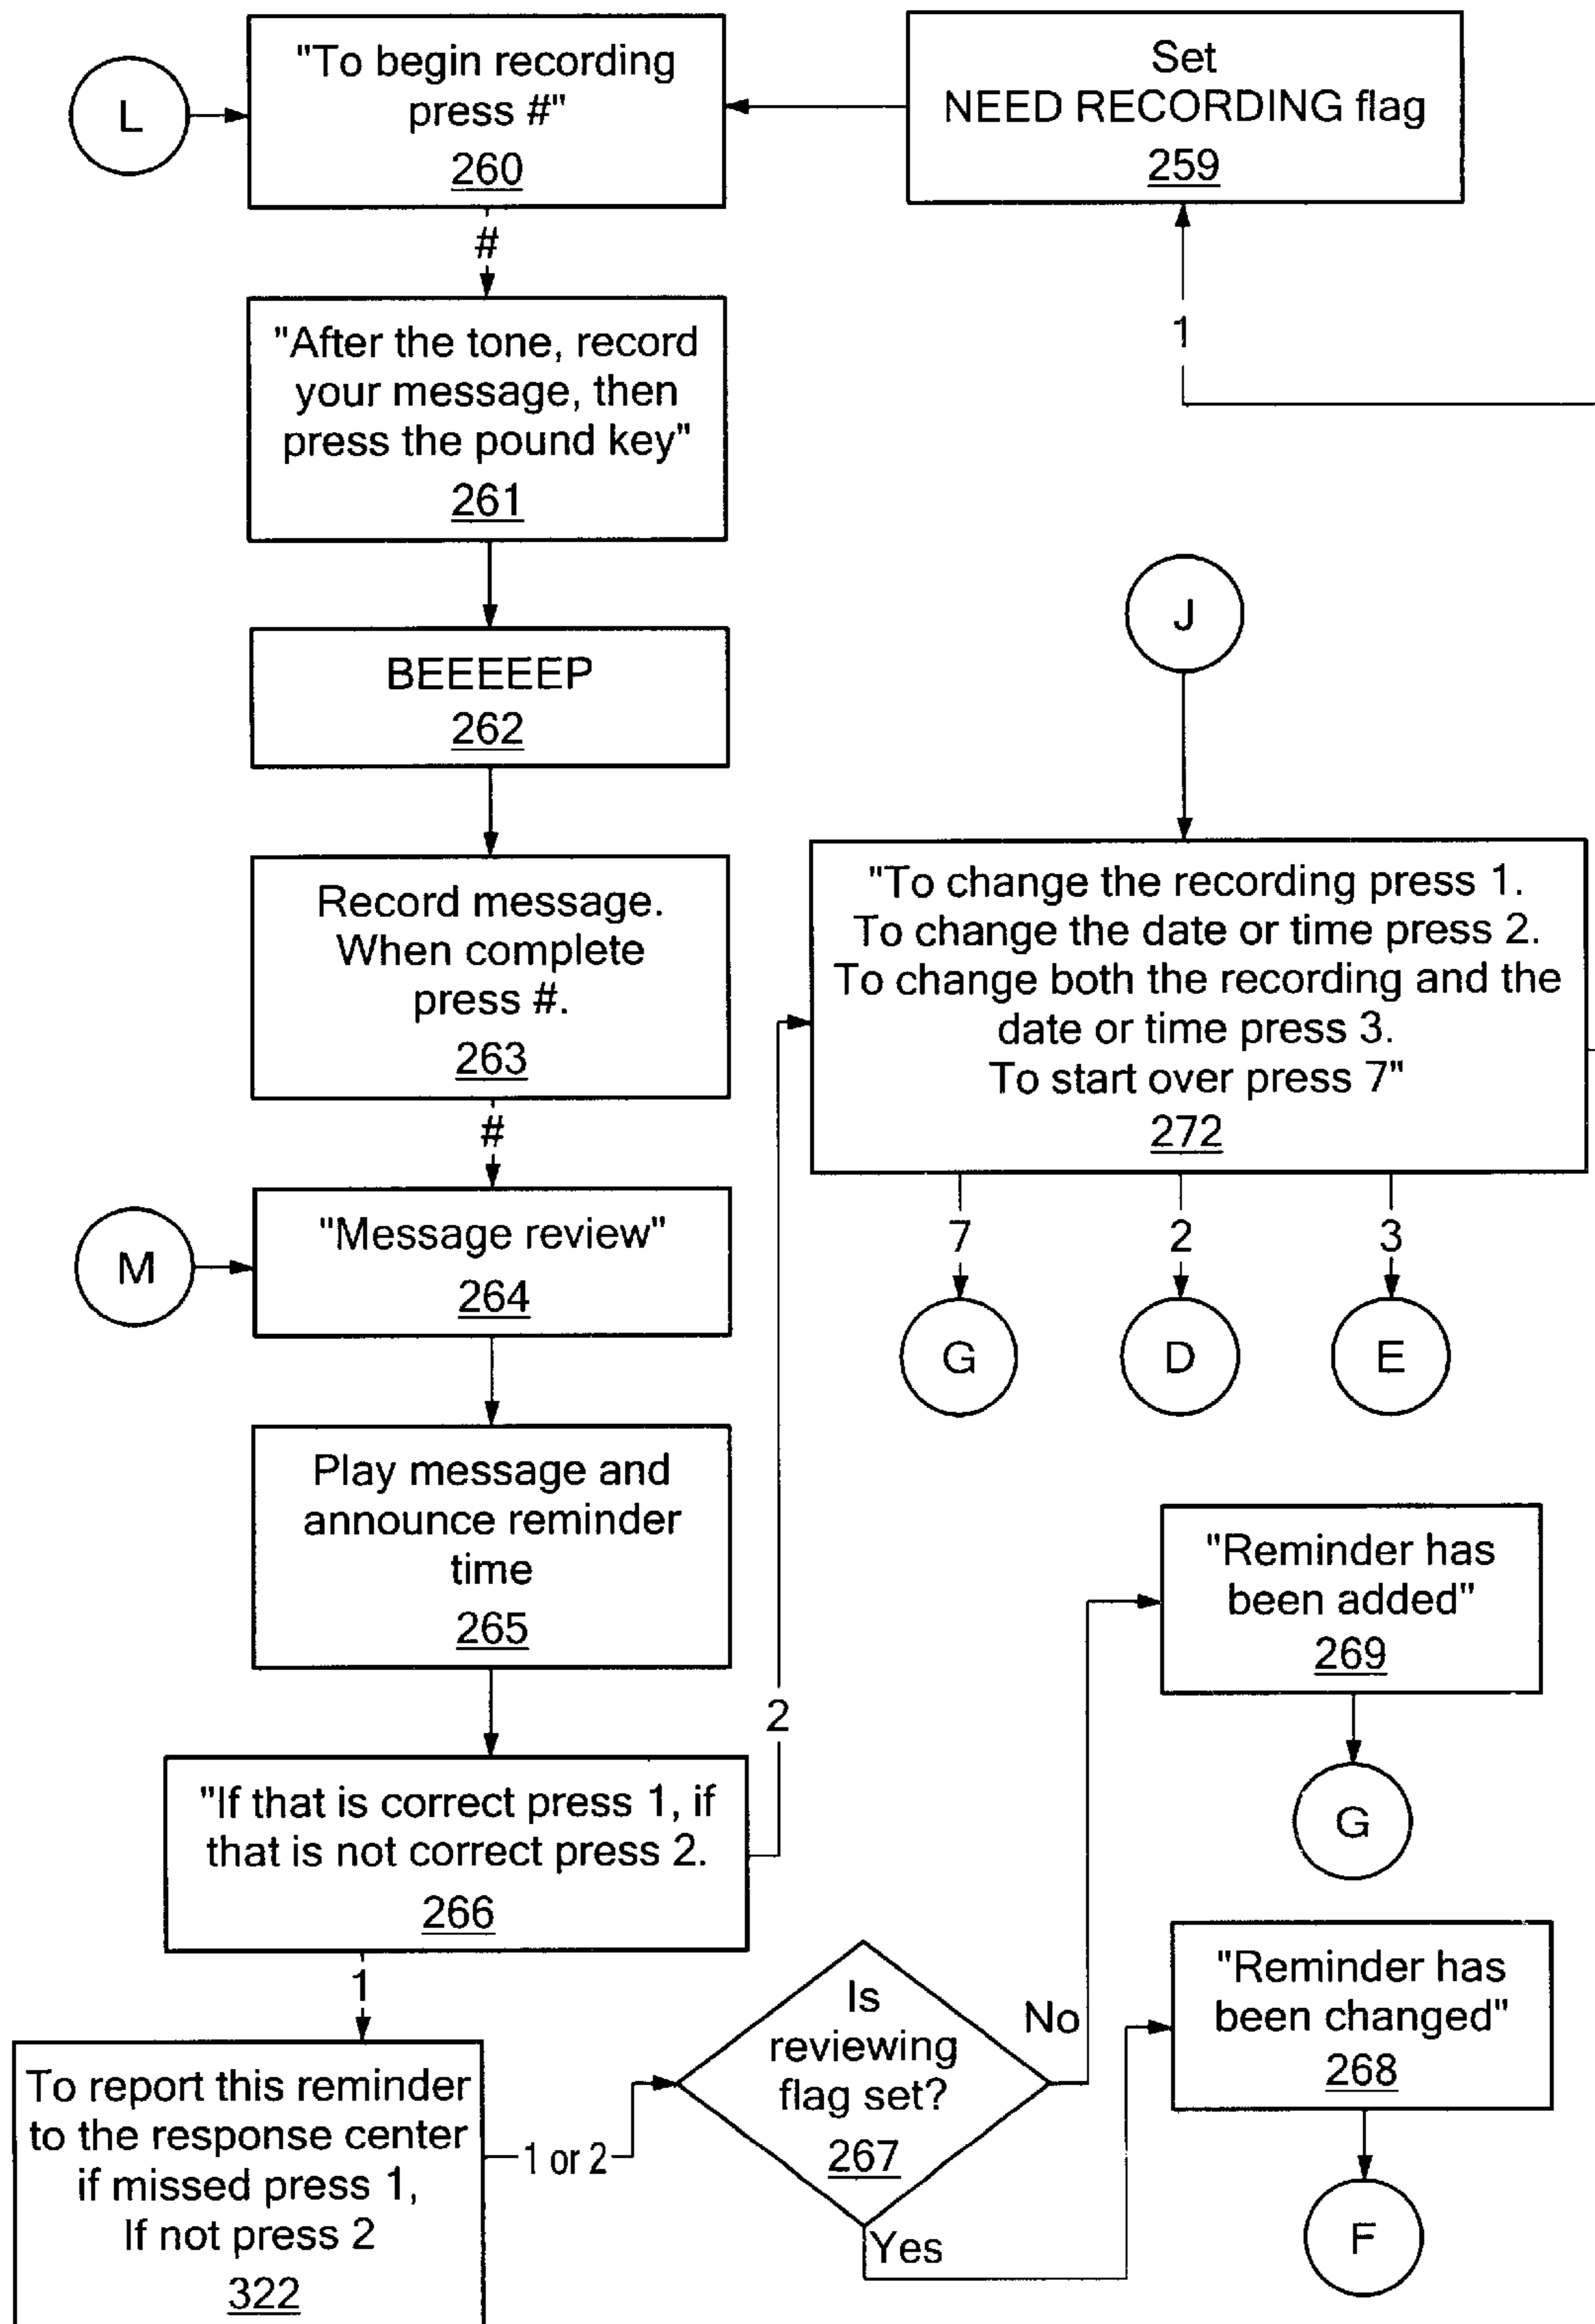 L
"To begin recording
press #"
260
Set
NEED RECORDING flag
259
#
1
"After the tone, record
your message, then
press the pound key"
261
BEEEEEP
262
J
Record message.
When complete
press #.
263
"To change the recording press 1.
To change the date or time press 2.
To change both the recording and the
date or time press 3.
To start over press 7"
272
#
M
"Message review"
264
7
2
3
G
D
E
Play message and
announce reminder
time
265
2
"Reminder has
been added"
269
G
"If that is correct press 1, if
that is not correct press 2.
266
1
To report this reminder
to the response center
if missed press 1,
If not press 2
322
1 or 2
Is
reviewing
flag set?
267
No
Yes
"Reminder has
been changed"
268
F